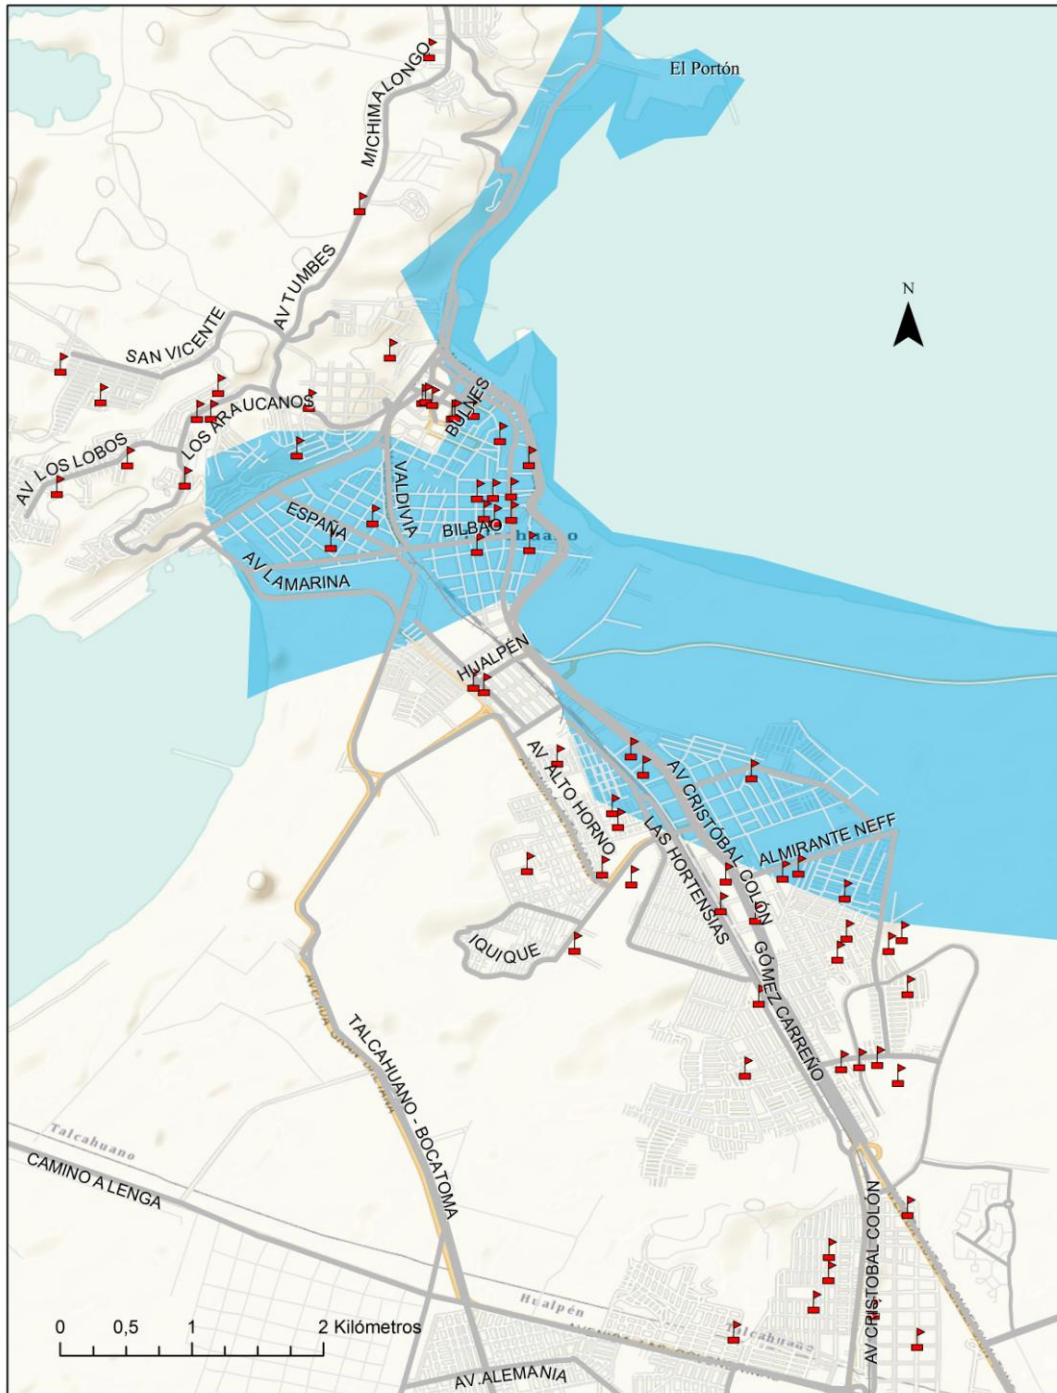 El Portón
MICHIMALONGO
N
AV TUMBES
SAN VICENTE
BULNES
LOS ARAUCANOS
AV LOS LOBOS
VALDIVIA
ESPAÑA
BILBAO
AV LA MARINA
HIJALPÉN
AV. ALTO HORNO
AV CRISTÓBAL COLÓN
LAS HORTENSIAS
ALMIRANTE NEFF
IQUIQUE
GÓMEZ CARREÑO
TALCAHUANO - BOCATOMA
Talcahuano
CAMINO A LENGA
AV CRISTOBAL COLÓN
Hualpén
Talcahuano
0 0,5 1 2 Kilómetros
AV.ALEMANIA